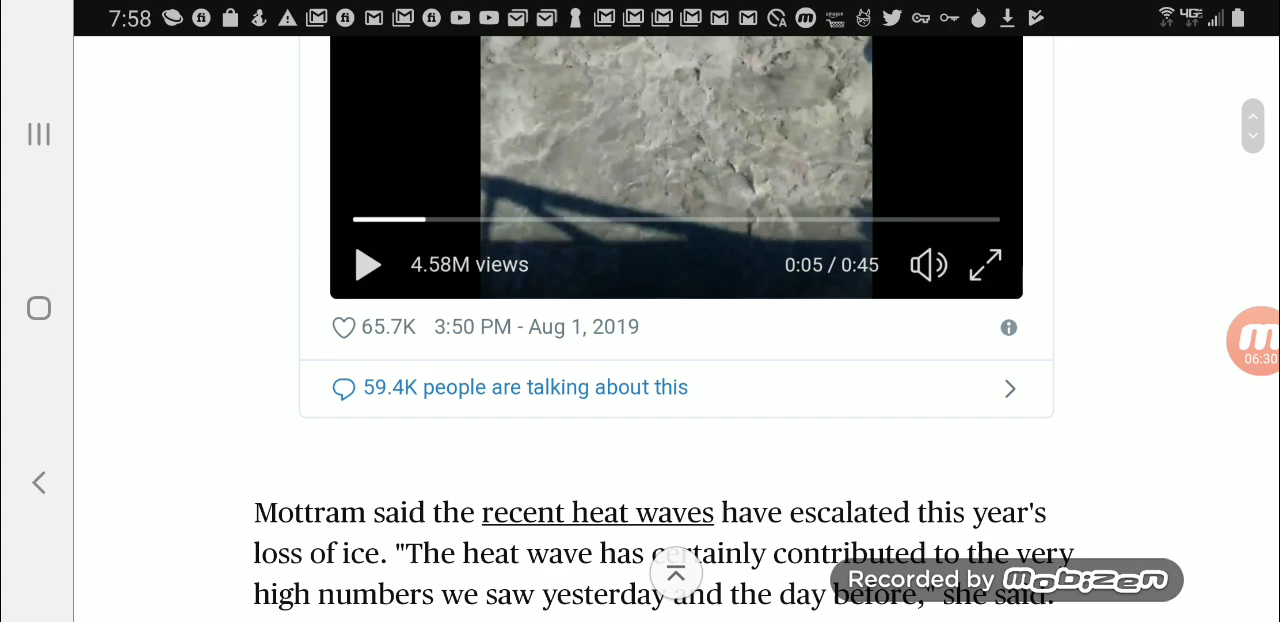 7:58
4G
4.58M views
0:05 / 0:45
65.7K 3:50 PM - Aug 1, 2019
06:30
59.4K people are talking about this
Mottram said the recent heat waves have escalated this year's
loss of ice. "The heat wave has certainly contributed to the very
high numbers we saw yesterday and the day before," she said.
Recorded by mobizen